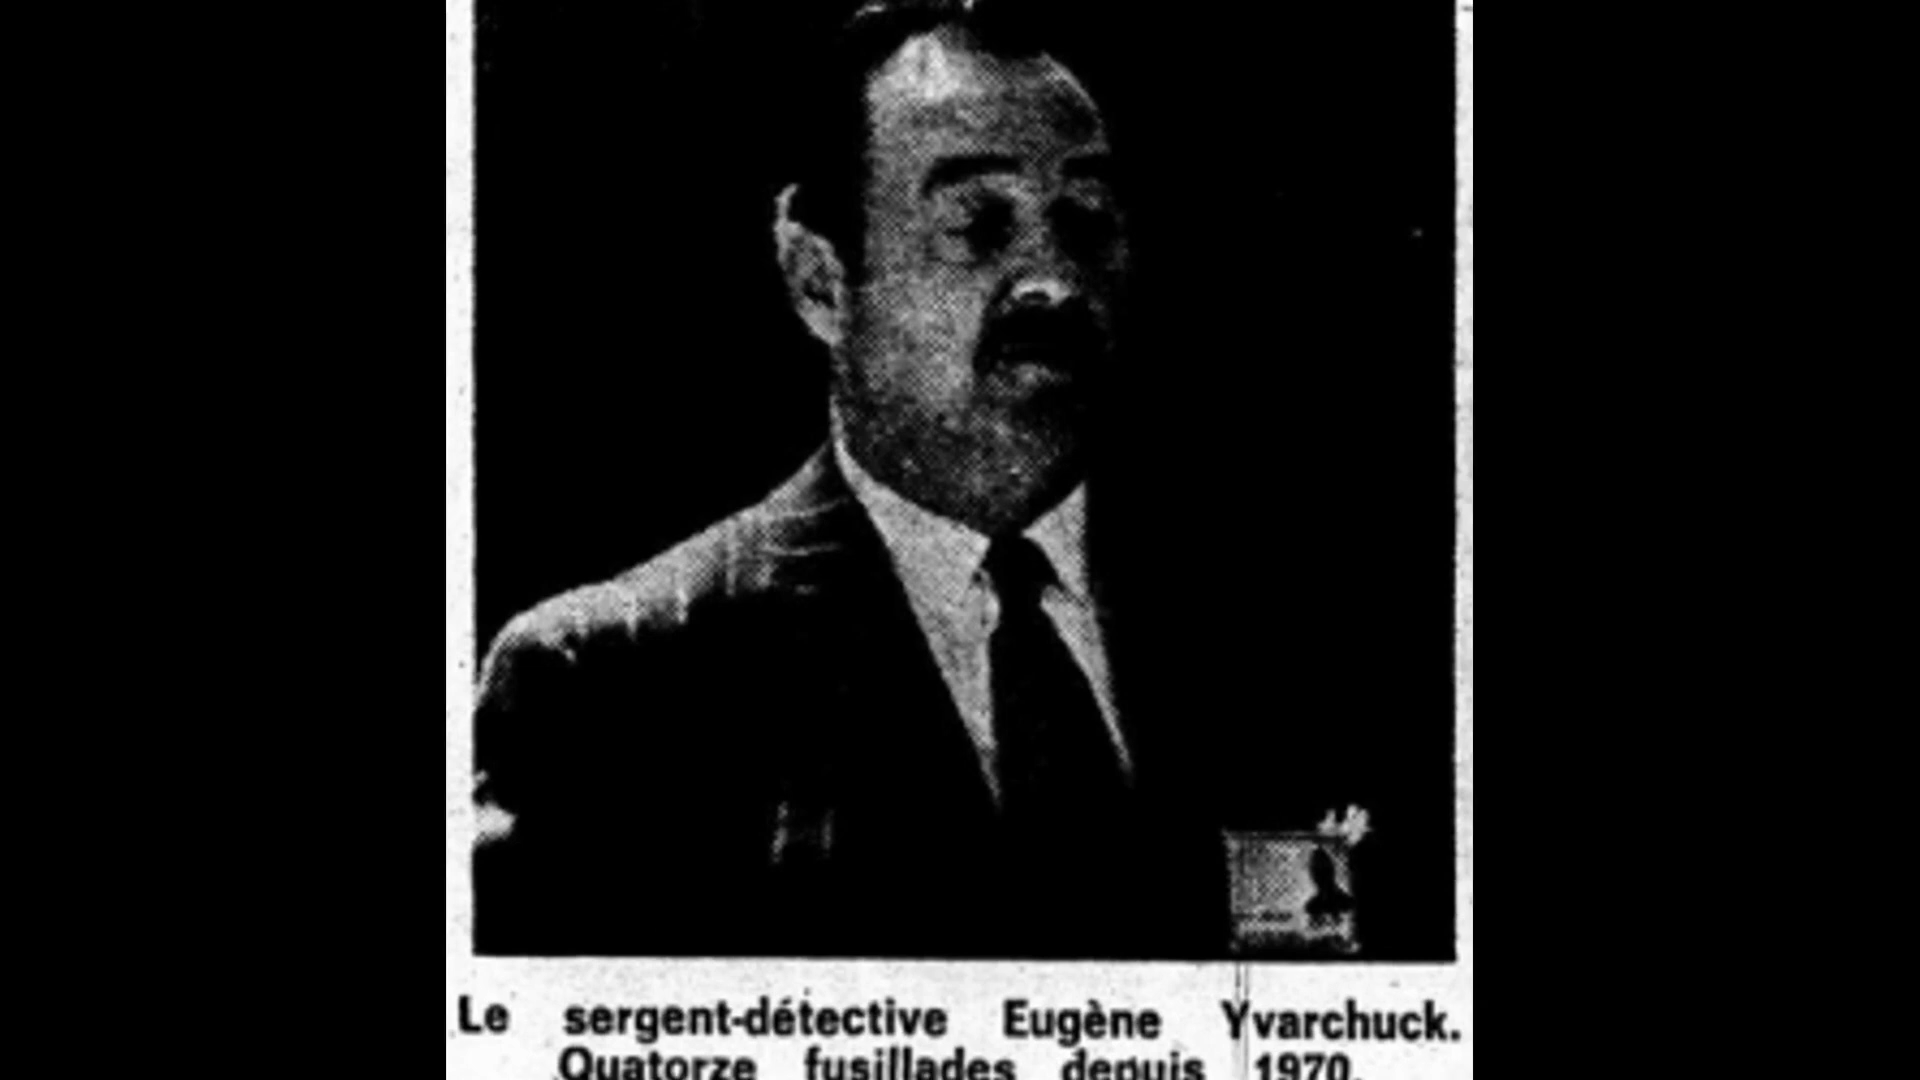 Le sergent-détective Eugène Yvarchuck.
Quatorze fusillades depuis 1970.